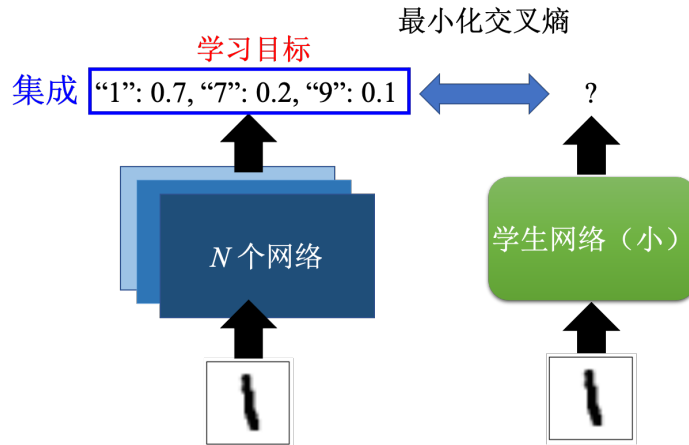 最小化交叉熵
学习目标
集成 “1”: 0.7, “7”: 0.2, “9”: 0.1
?
N 个网络
学生网络（小）